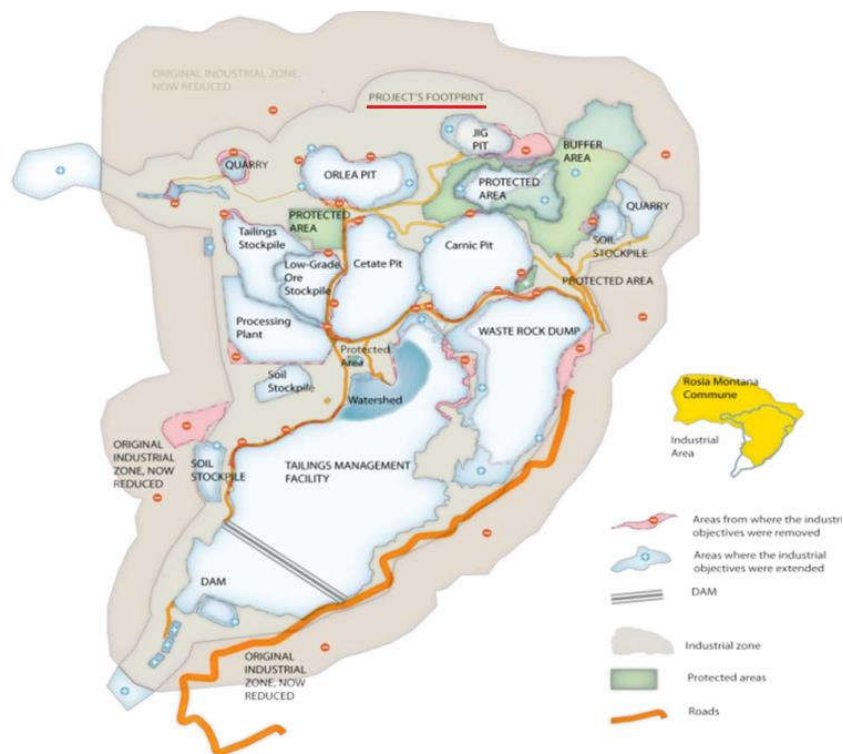 ORIGINAL INDUSTRIAL ZONE,
NOW REDUCED
PROJECT'S FOOTPRINT
JIG
PIT
BUFFER
AREA
QUARRY
ORLEA PIT
PROTECTED
AREA
QUARRY
PROTECTED
AREA
SOIL
STOCKPILE
Tailings
Stockpile
Low-Grade
Ore
Stockpile
Cetate Pit
Carnic Pit
PROTECTED AREA
Processing
Plant
WASTE ROCK DUMP
Protected
Area
Soil
Stockpile
Watershed
Rosia Montana
Commune
Industrial
Area
ORIGINAL
INDUSTRIAL
ZONE, NOW
REDUCED
SOIL
STOCKPILE
TAILINGS MANAGEMENT
FACILITY
DAM
ORIGINAL
INDUSTRIAL
ZONE, NOW
REDUCED
Areas from where the industri
objectives were removed
Areas where the industrial
objectives were extended
DAM
Industrial zone
Protected areas
Roads